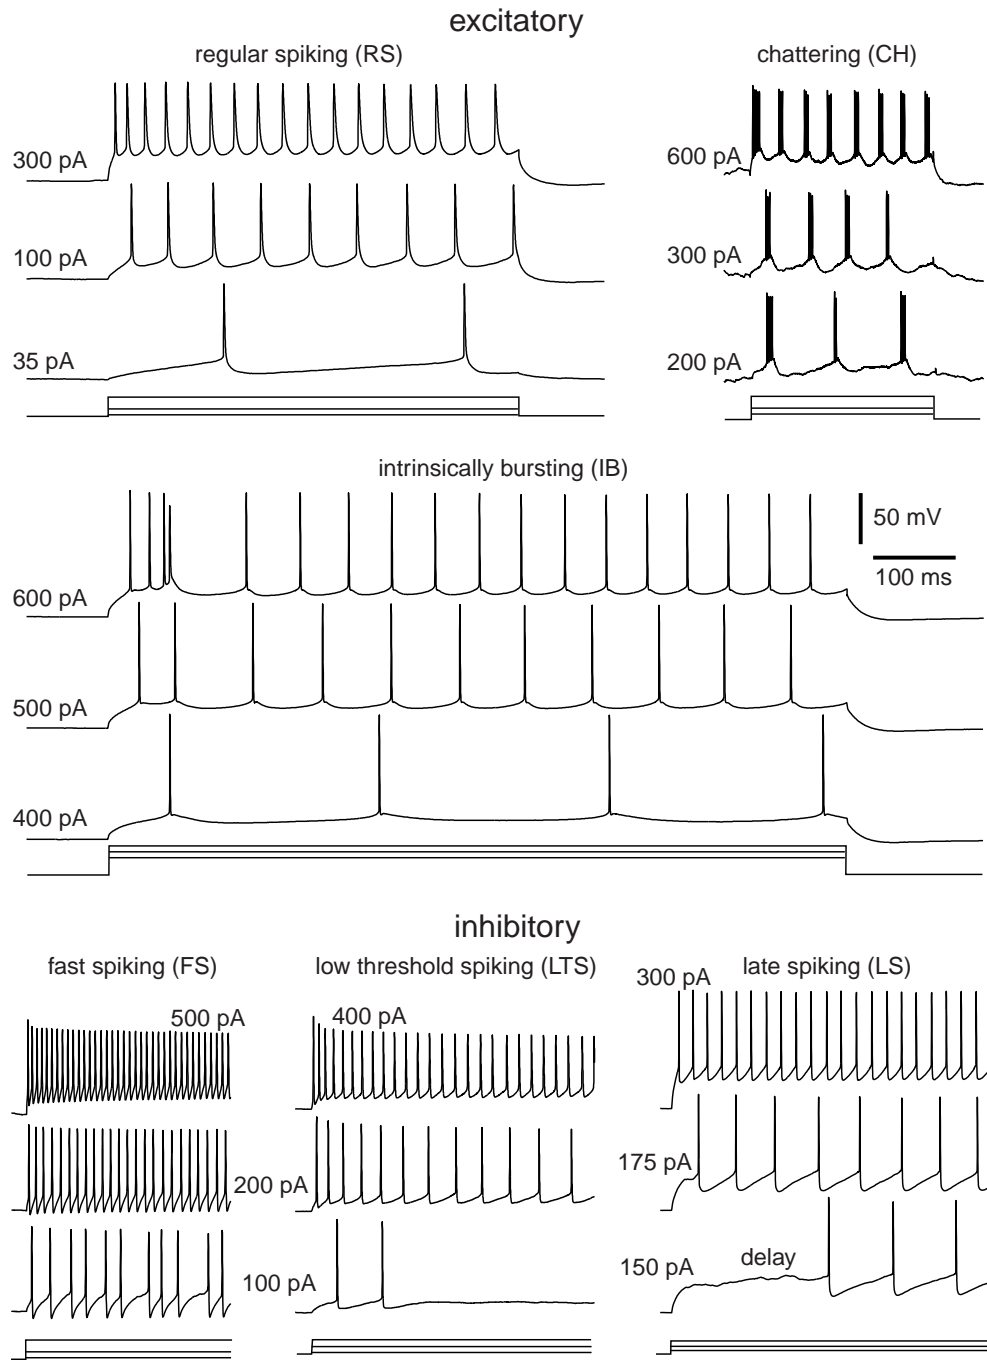 excitatory
regular spiking (RS)
chattering (CH)
300 pA
600 pA
100 pA
300 pA
35 pA
200 pA
intrinsically bursting (IB)
50 mV
100 ms
600 pA
500 pA
400 pA
inhibitory
fast spiking (FS)
low threshold spiking (LTS)
late spiking (LS)
300 pA
500 pA
400 pA
175 pA
200 pA
delay
150 pA
100 pA